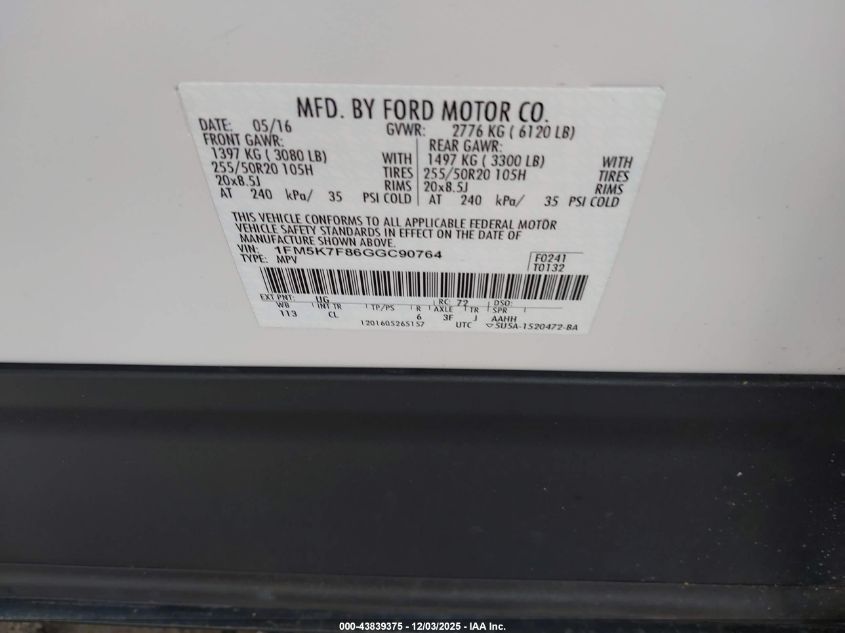 MFD. BY FORD MOTOR CO.
DATE: 05/16 GVWR: 2776 KG ( 6120 LB)
FRONT GAWR: REAR GAWR:
1397 KG ( 3080 LB) WITH 1497 KG ( 3300 LB) WITH
255/50R20 105H TIRES 255/50R20 105H TIRES
20x8.5J RIMS 20x8.5J RIMS
AT 240 kPa/ 35 PSI COLD AT 240 kPa/ 35 PSI COLD
THIS VEHICLE CONFORMS TO ALL APPLICABLE FEDERAL MOTOR
VEHICLE SAFETY STANDARDS IN EFFECT ON THE DATE OF
MANUFACTURE SHOWN ABOVE.
VIN: 1FM5K7F86GGC90764 F0241
TYPE: MPV T0132
EXT PNT: UG RC: 72 DSO:
WB INT TR TP/PS R AXLE TR SPR
113 CL 6 3F J AAHH
1201605265157 UTC ▽5U5A-1520472-BA
000-43839375 - 12/03/2025 - IAA Inc.